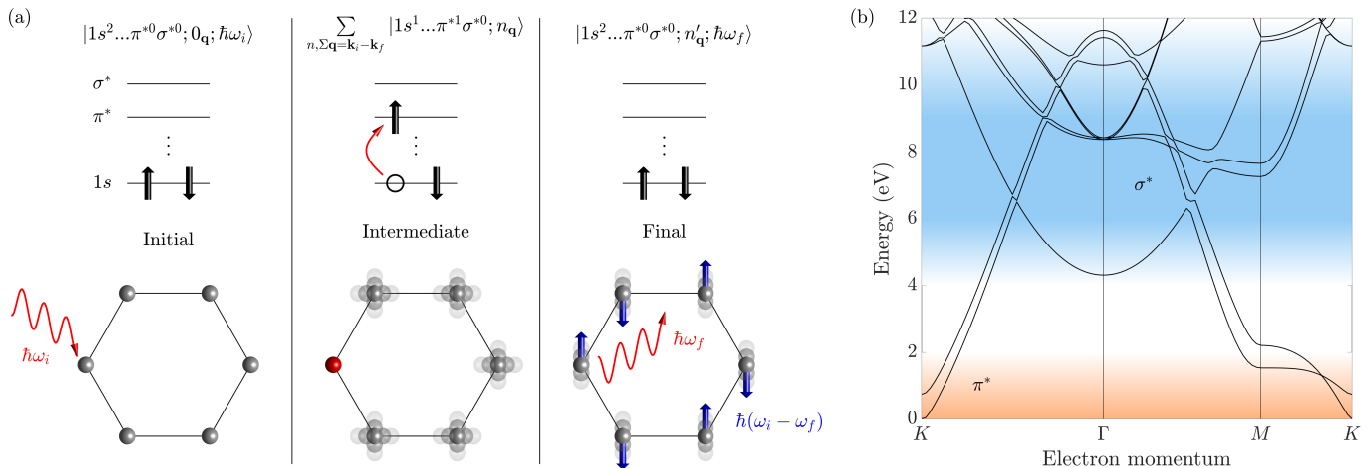 (a)
|1s²...π*⁰σ*⁰; 0_q; ħω_i⟩
∑ |1s¹...π*¹σ*⁰; n_q⟩
n,Σq=k_i−k_f
|1s²...π*⁰σ*⁰; n′_q; ħω_f⟩
σ*
π*
⋮ ⋮ ⋮
1s
Initial
Intermediate
Final
ħω_i
ħω_f
ħ(ω_i − ω_f)
(b)
12
10
8
6
4
2
0
Energy (eV)
σ*
π*
K Γ M K
Electron momentum